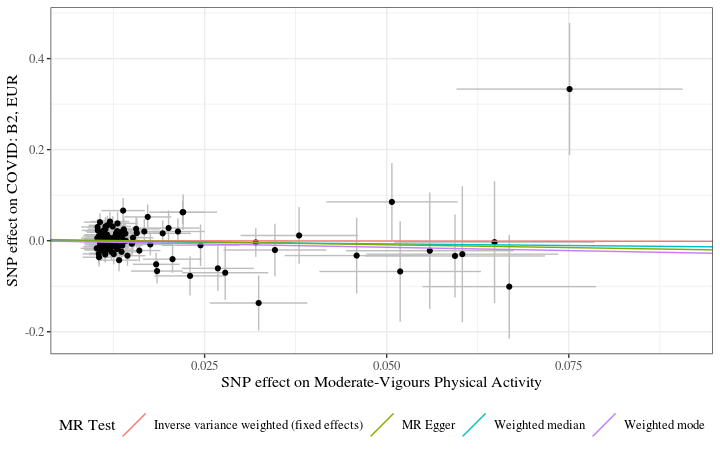 SNP effect on COVID: B2, EUR
0.4
0.2
0.0
-0.2
0.025
0.050
0.075
SNP effect on Moderate-Vigours Physical Activity
MR Test
Inverse variance weighted (fixed effects)
MR Egger
Weighted median
Weighted mode